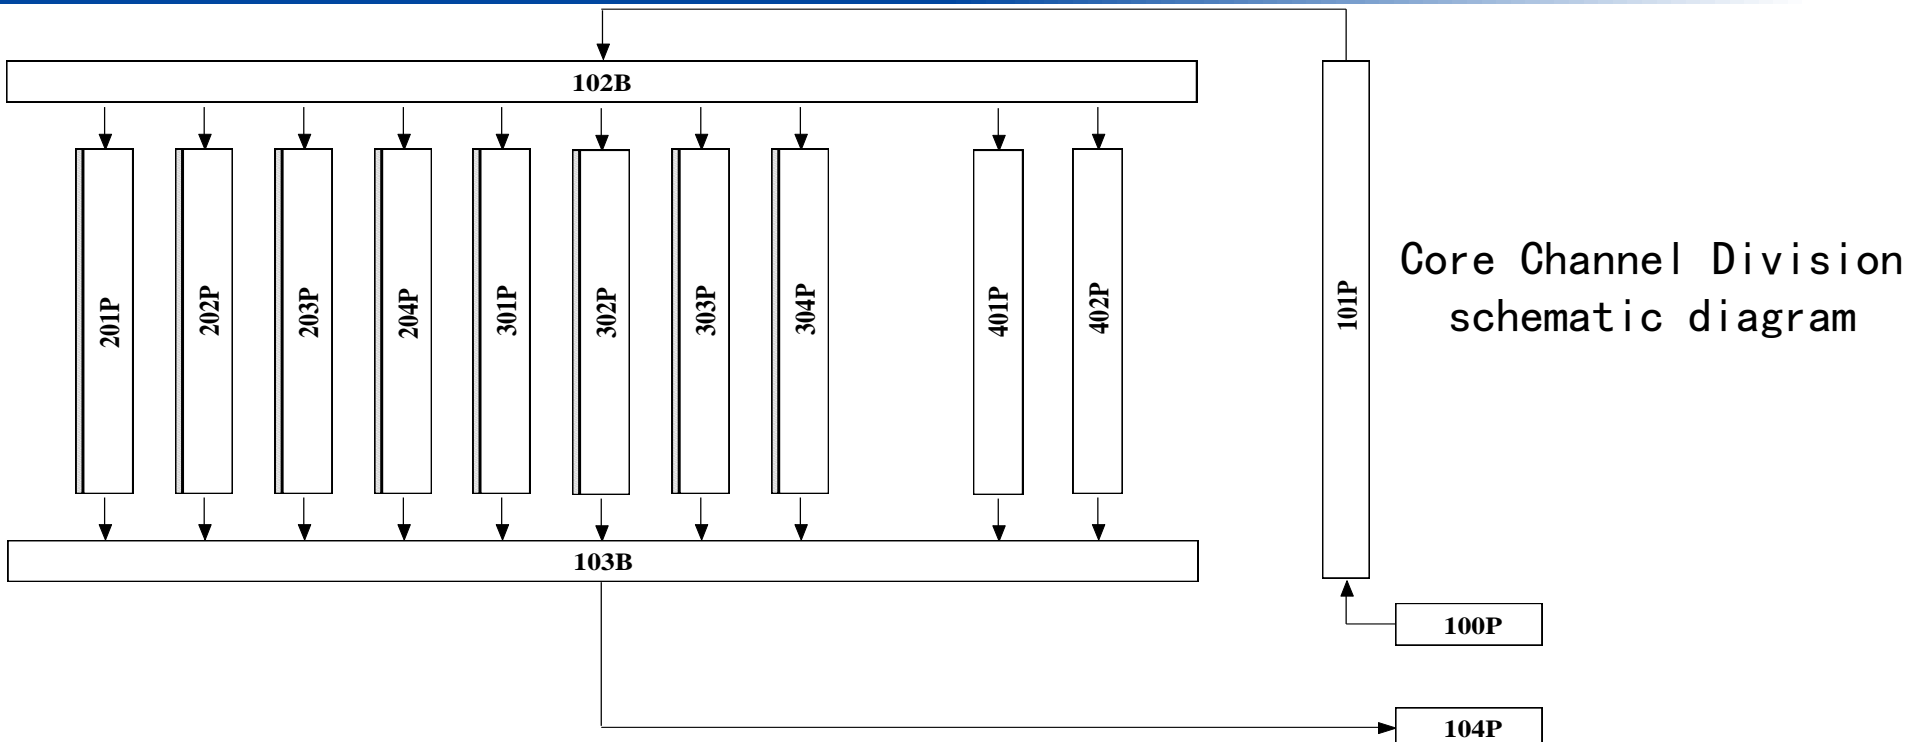 102B
201P
202P
203P
204P
301P
302P
303P
304P
401P
402P
101P
Core Channel Division
schematic diagram
103B
100P
104P